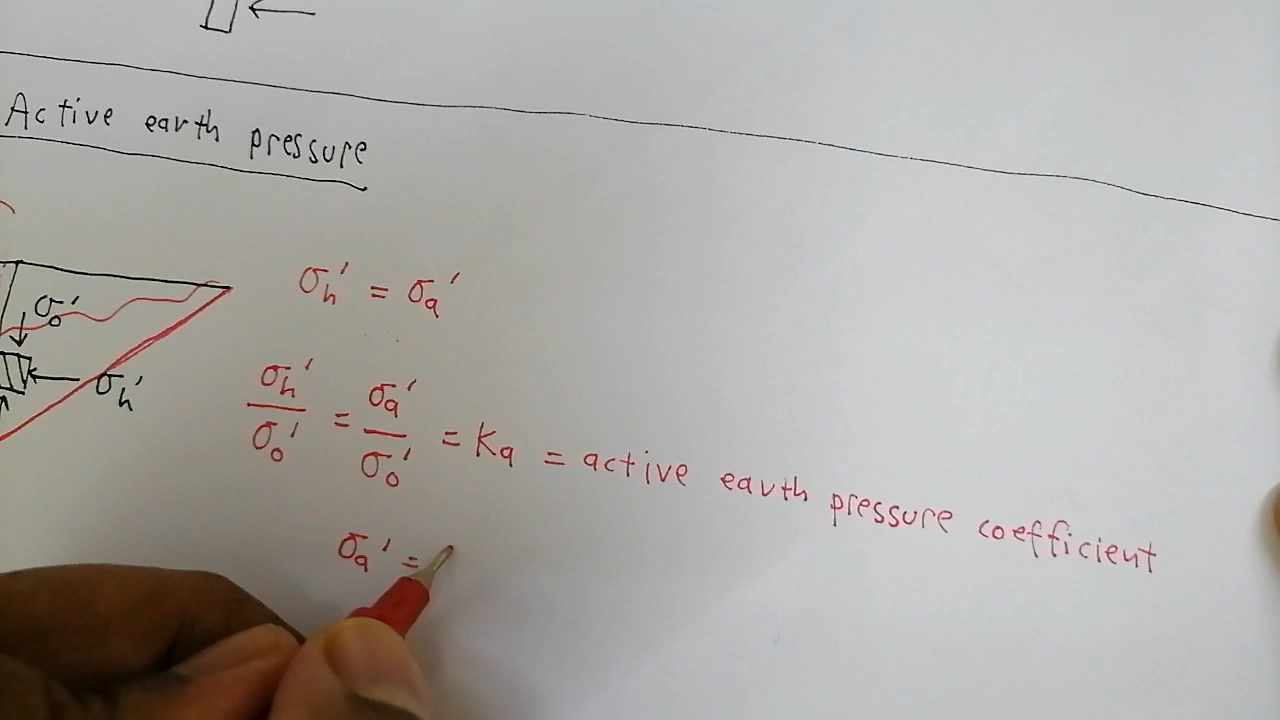 Active earth pressure
σh' = σa'
σo'
σh'
σh'/σo' = σa'/σo' = Ka = active earth pressure coefficient
σa' =